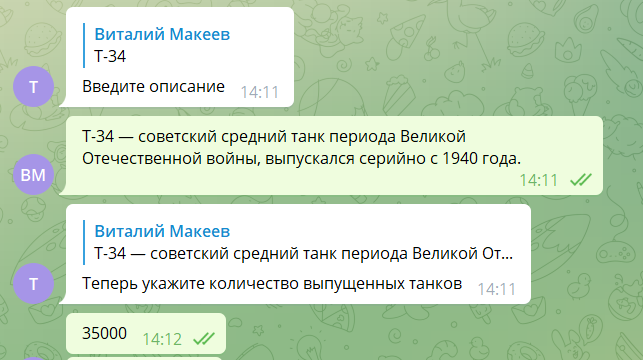 Виталий Макеев
Т-34
Т
Введите описание 14:11
Т-34 — советский средний танк периода Великой
Отечественной войны, выпускался серийно с 1940 года.
ВМ
14:11
Виталий Макеев
Т-34 — советский средний танк периода Великой От...
Т
Теперь укажите количество выпущенных танков 14:11
35000 14:12